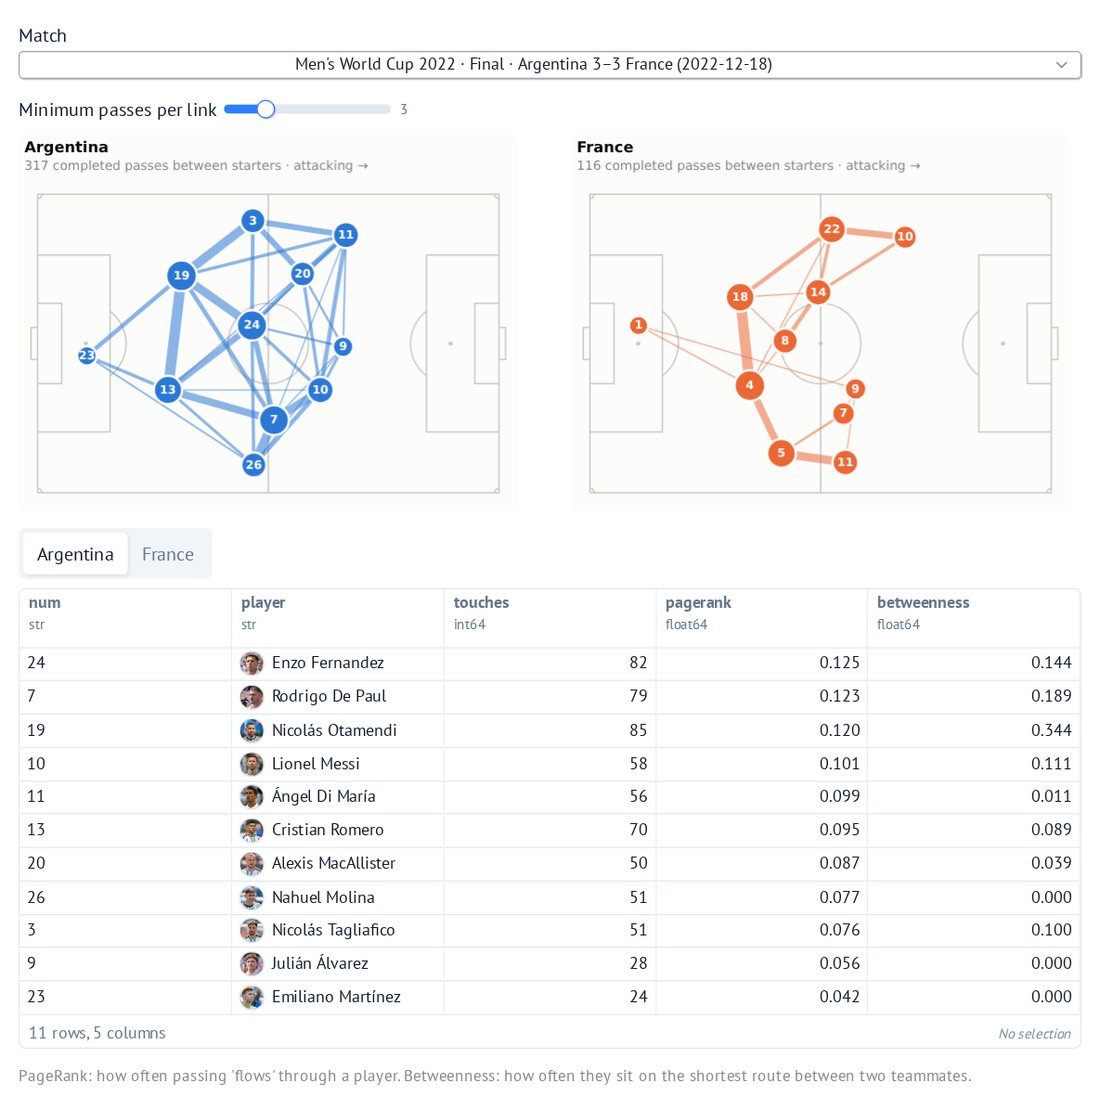 Match
Men's World Cup 2022 · Final · Argentina 3–3 France (2022-12-18)
Minimum passes per link 3
Argentina
317 completed passes between starters · attacking →
3
11
19
20
24
9
23
13
10
7
26
France
116 completed passes between starters · attacking →
22
10
18
14
1
8
4
9
7
5
11
Argentina France
num player touches pagerank betweenness
str str int64 float64 float64
24 Enzo Fernandez 82 0.125 0.144
7 Rodrigo De Paul 79 0.123 0.189
19 Nicolás Otamendi 85 0.120 0.344
10 Lionel Messi 58 0.101 0.111
11 Ángel Di María 56 0.099 0.011
13 Cristian Romero 70 0.095 0.089
20 Alexis MacAllister 50 0.087 0.039
26 Nahuel Molina 51 0.077 0.000
3 Nicolás Tagliafico 51 0.076 0.100
9 Julián Álvarez 28 0.056 0.000
23 Emiliano Martínez 24 0.042 0.000
11 rows, 5 columns No selection
PageRank: how often passing 'flows' through a player. Betweenness: how often they sit on the shortest route between two teammates.